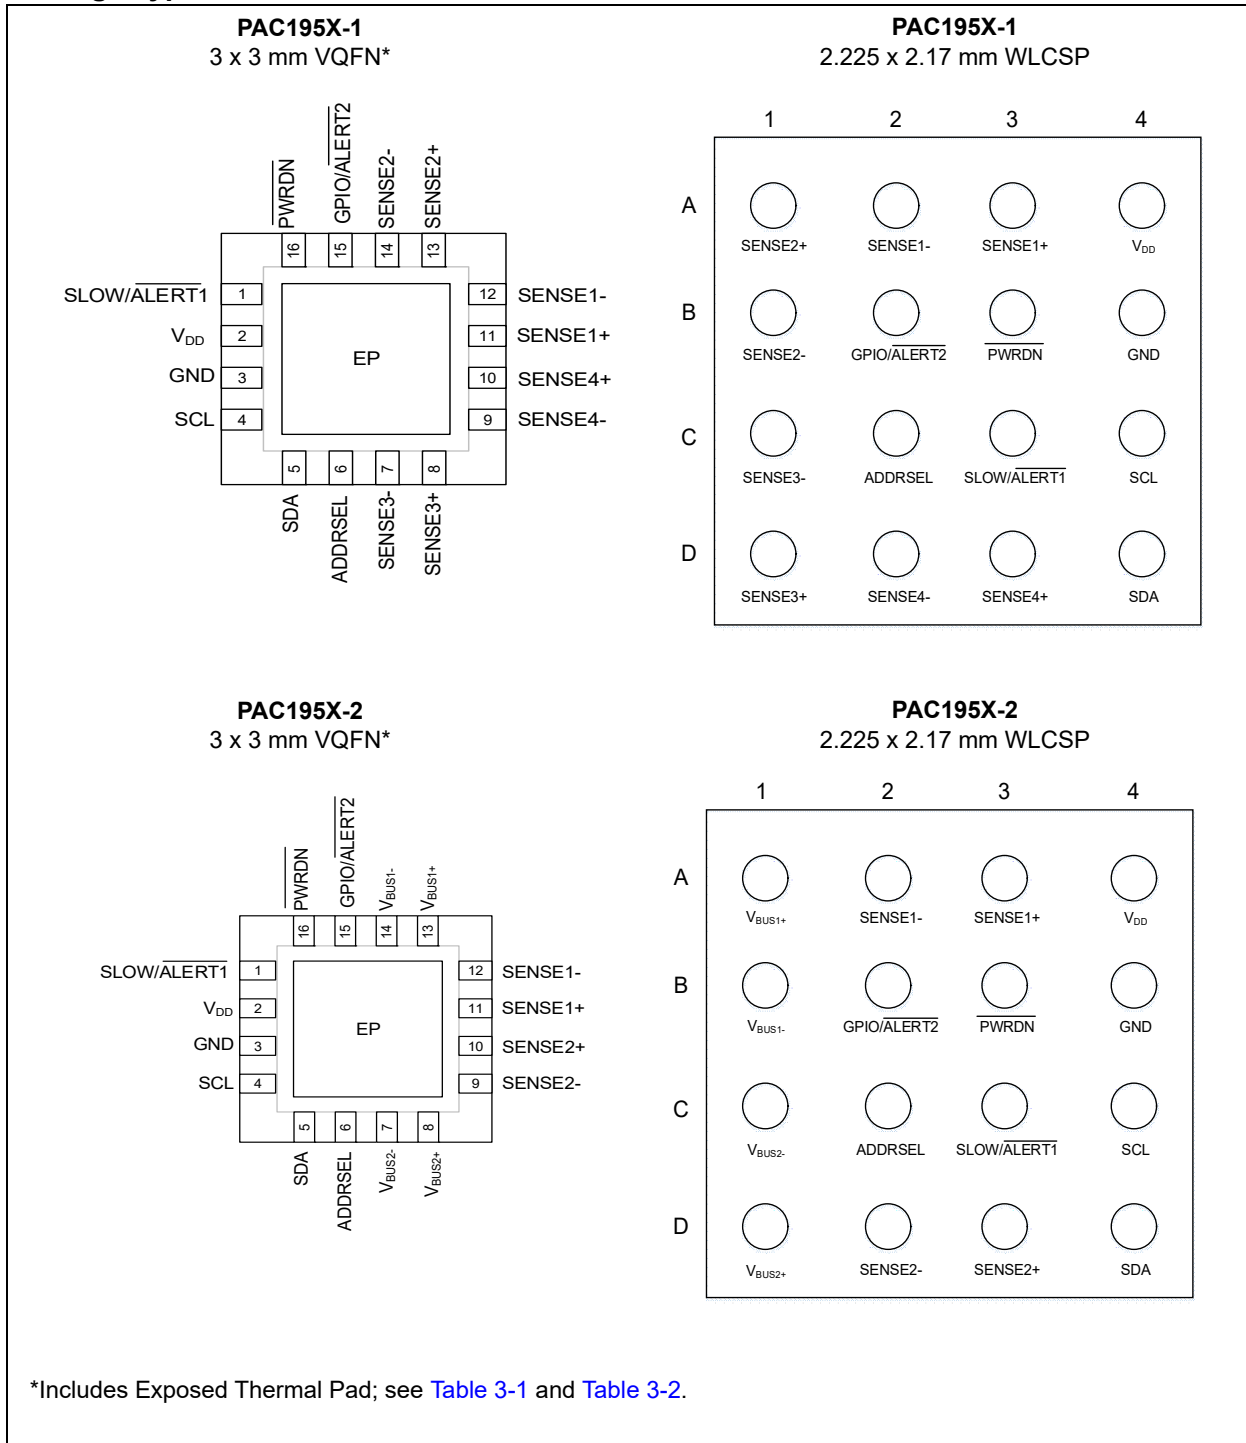 PAC195X-1
3 x 3 mm VQFN*
PWRDN
GPIO/ALERT2
SENSE2-
SENSE2+
16 15 14 13
SLOW/ALERT1 1
VDD 2
GND 3
SCL 4
EP
12 SENSE1-
11 SENSE1+
10 SENSE4+
9 SENSE4-
5 6 7 8
SDA
ADDRSEL
SENSE3-
SENSE3+
PAC195X-1
2.225 x 2.17 mm WLCSP
1 2 3 4
A
SENSE2+ SENSE1- SENSE1+ VDD
B
SENSE2- GPIO/ALERT2 PWRDN GND
C
SENSE3- ADDRSEL SLOW/ALERT1 SCL
D
SENSE3+ SENSE4- SENSE4+ SDA
PAC195X-2
3 x 3 mm VQFN*
PWRDN
GPIO/ALERT2
VBUS1-
VBUS1+
16 15 14 13
SLOW/ALERT1 1
VDD 2
GND 3
SCL 4
EP
12 SENSE1-
11 SENSE1+
10 SENSE2+
9 SENSE2-
5 6 7 8
SDA
ADDRSEL
VBUS2-
VBUS2+
PAC195X-2
2.225 x 2.17 mm WLCSP
1 2 3 4
A
VBUS1+ SENSE1- SENSE1+ VDD
B
VBUS1- GPIO/ALERT2 PWRDN GND
C
VBUS2- ADDRSEL SLOW/ALERT1 SCL
D
VBUS2+ SENSE2- SENSE2+ SDA
*Includes Exposed Thermal Pad; see Table 3-1 and Table 3-2.